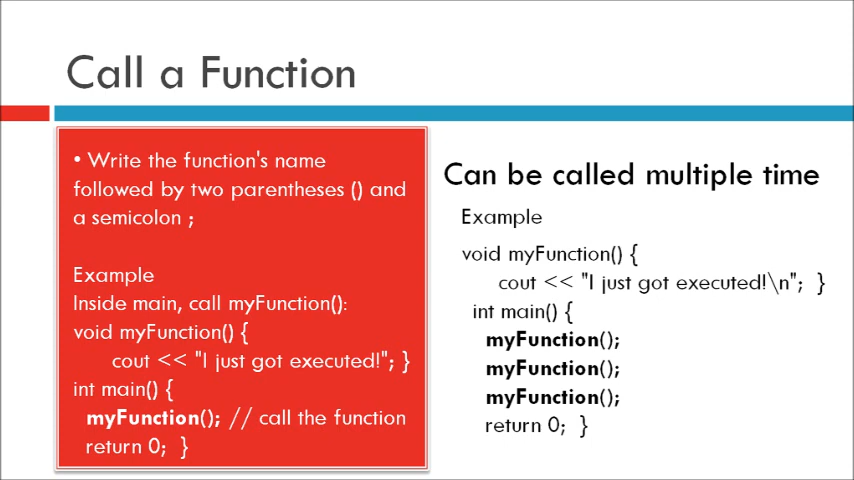 Call a Function
• Write the function's name
followed by two parentheses () and
a semicolon ;
Example
Inside main, call myFunction():
void myFunction() {
cout << "I just got executed!"; }
int main() {
myFunction(); // call the function
return 0; }
Can be called multiple time
Example
void myFunction() {
cout << "I just got executed!\n"; }
int main() {
myFunction();
myFunction();
myFunction();
return 0; }